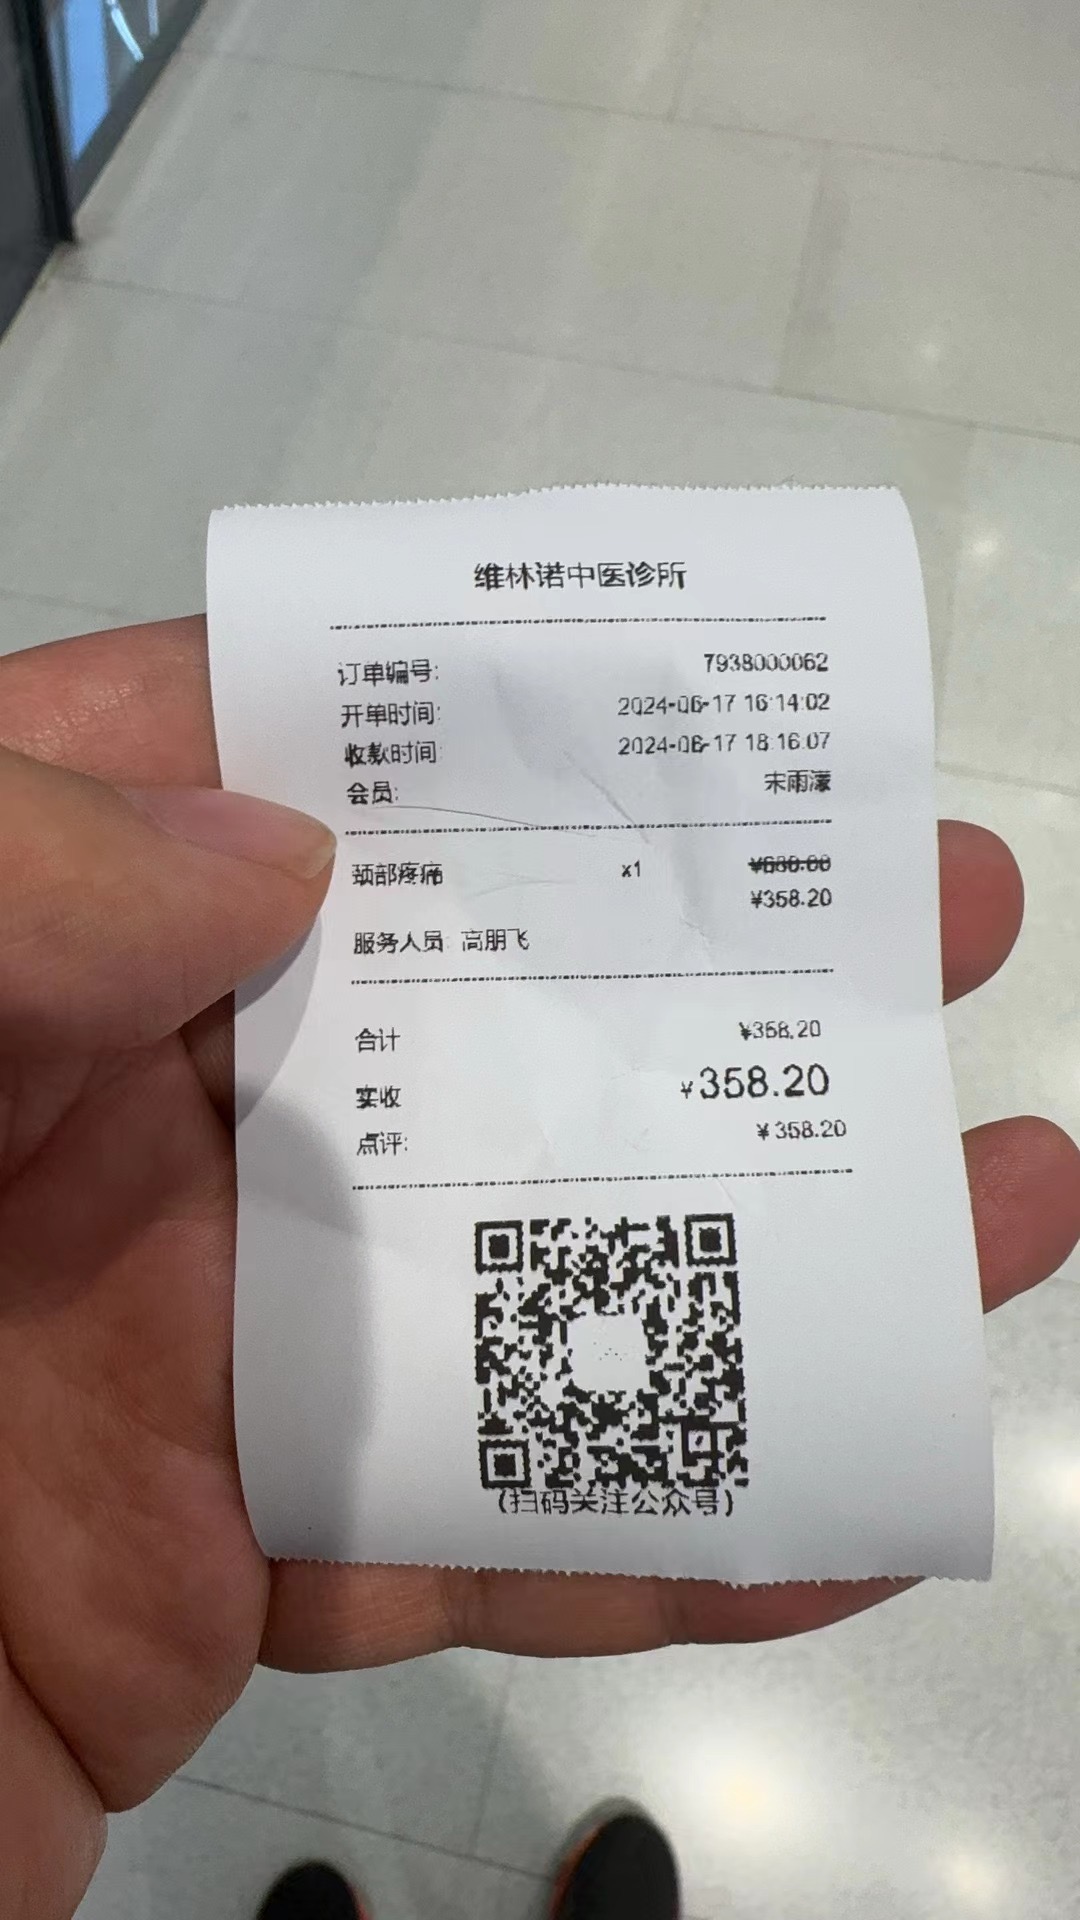 维林诺中医诊所
订单编号: 7938000062
开单时间: 2024-06-17 16:14:02
收款时间: 2024-06-17 18:16:07
会员: 宋雨濛
颈部疼痛 x1 ¥680.00
¥358.20
服务人员: 高朋飞
合计 ¥358.20
实收 ¥358.20
点评: ¥358.20
(扫码关注公众号)